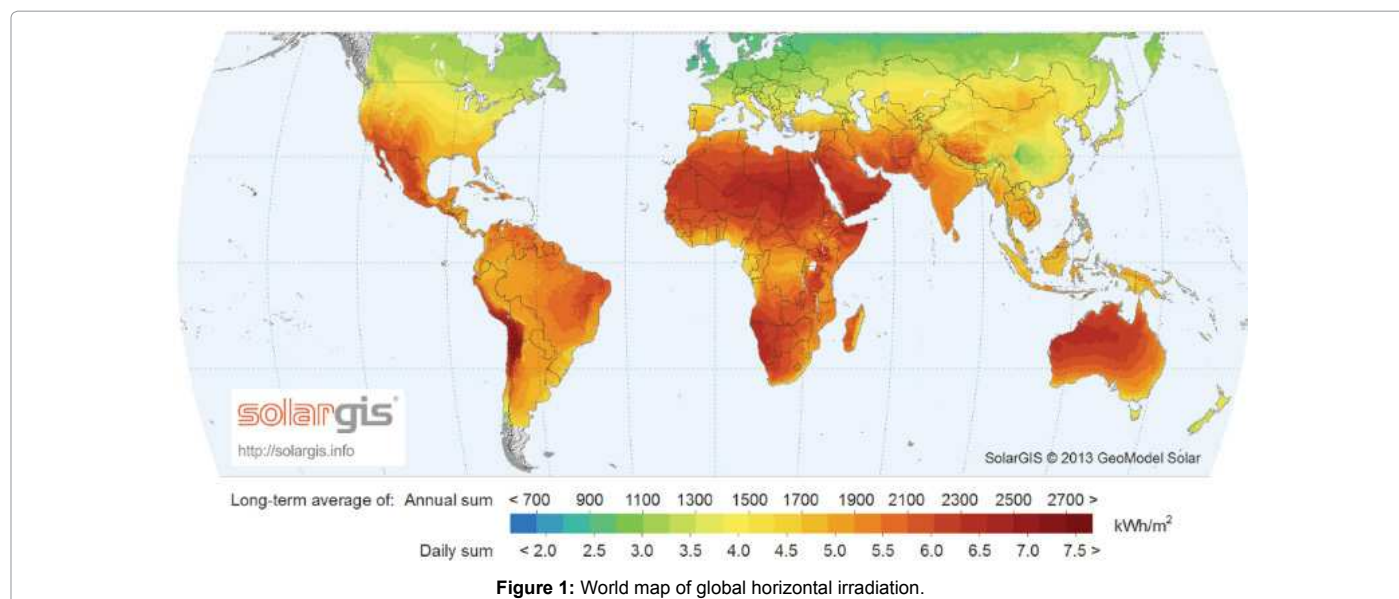 solargis®
http://solargis.info
SolarGIS © 2013 GeoModel Solar
Long-term average of: Annual sum < 700 900 1100 1300 1500 1700 1900 2100 2300 2500 2700 >
kWh/m²
Daily sum < 2.0 2.5 3.0 3.5 4.0 4.5 5.0 5.5 6.0 6.5 7.0 7.5 >
Figure 1: World map of global horizontal irradiation.